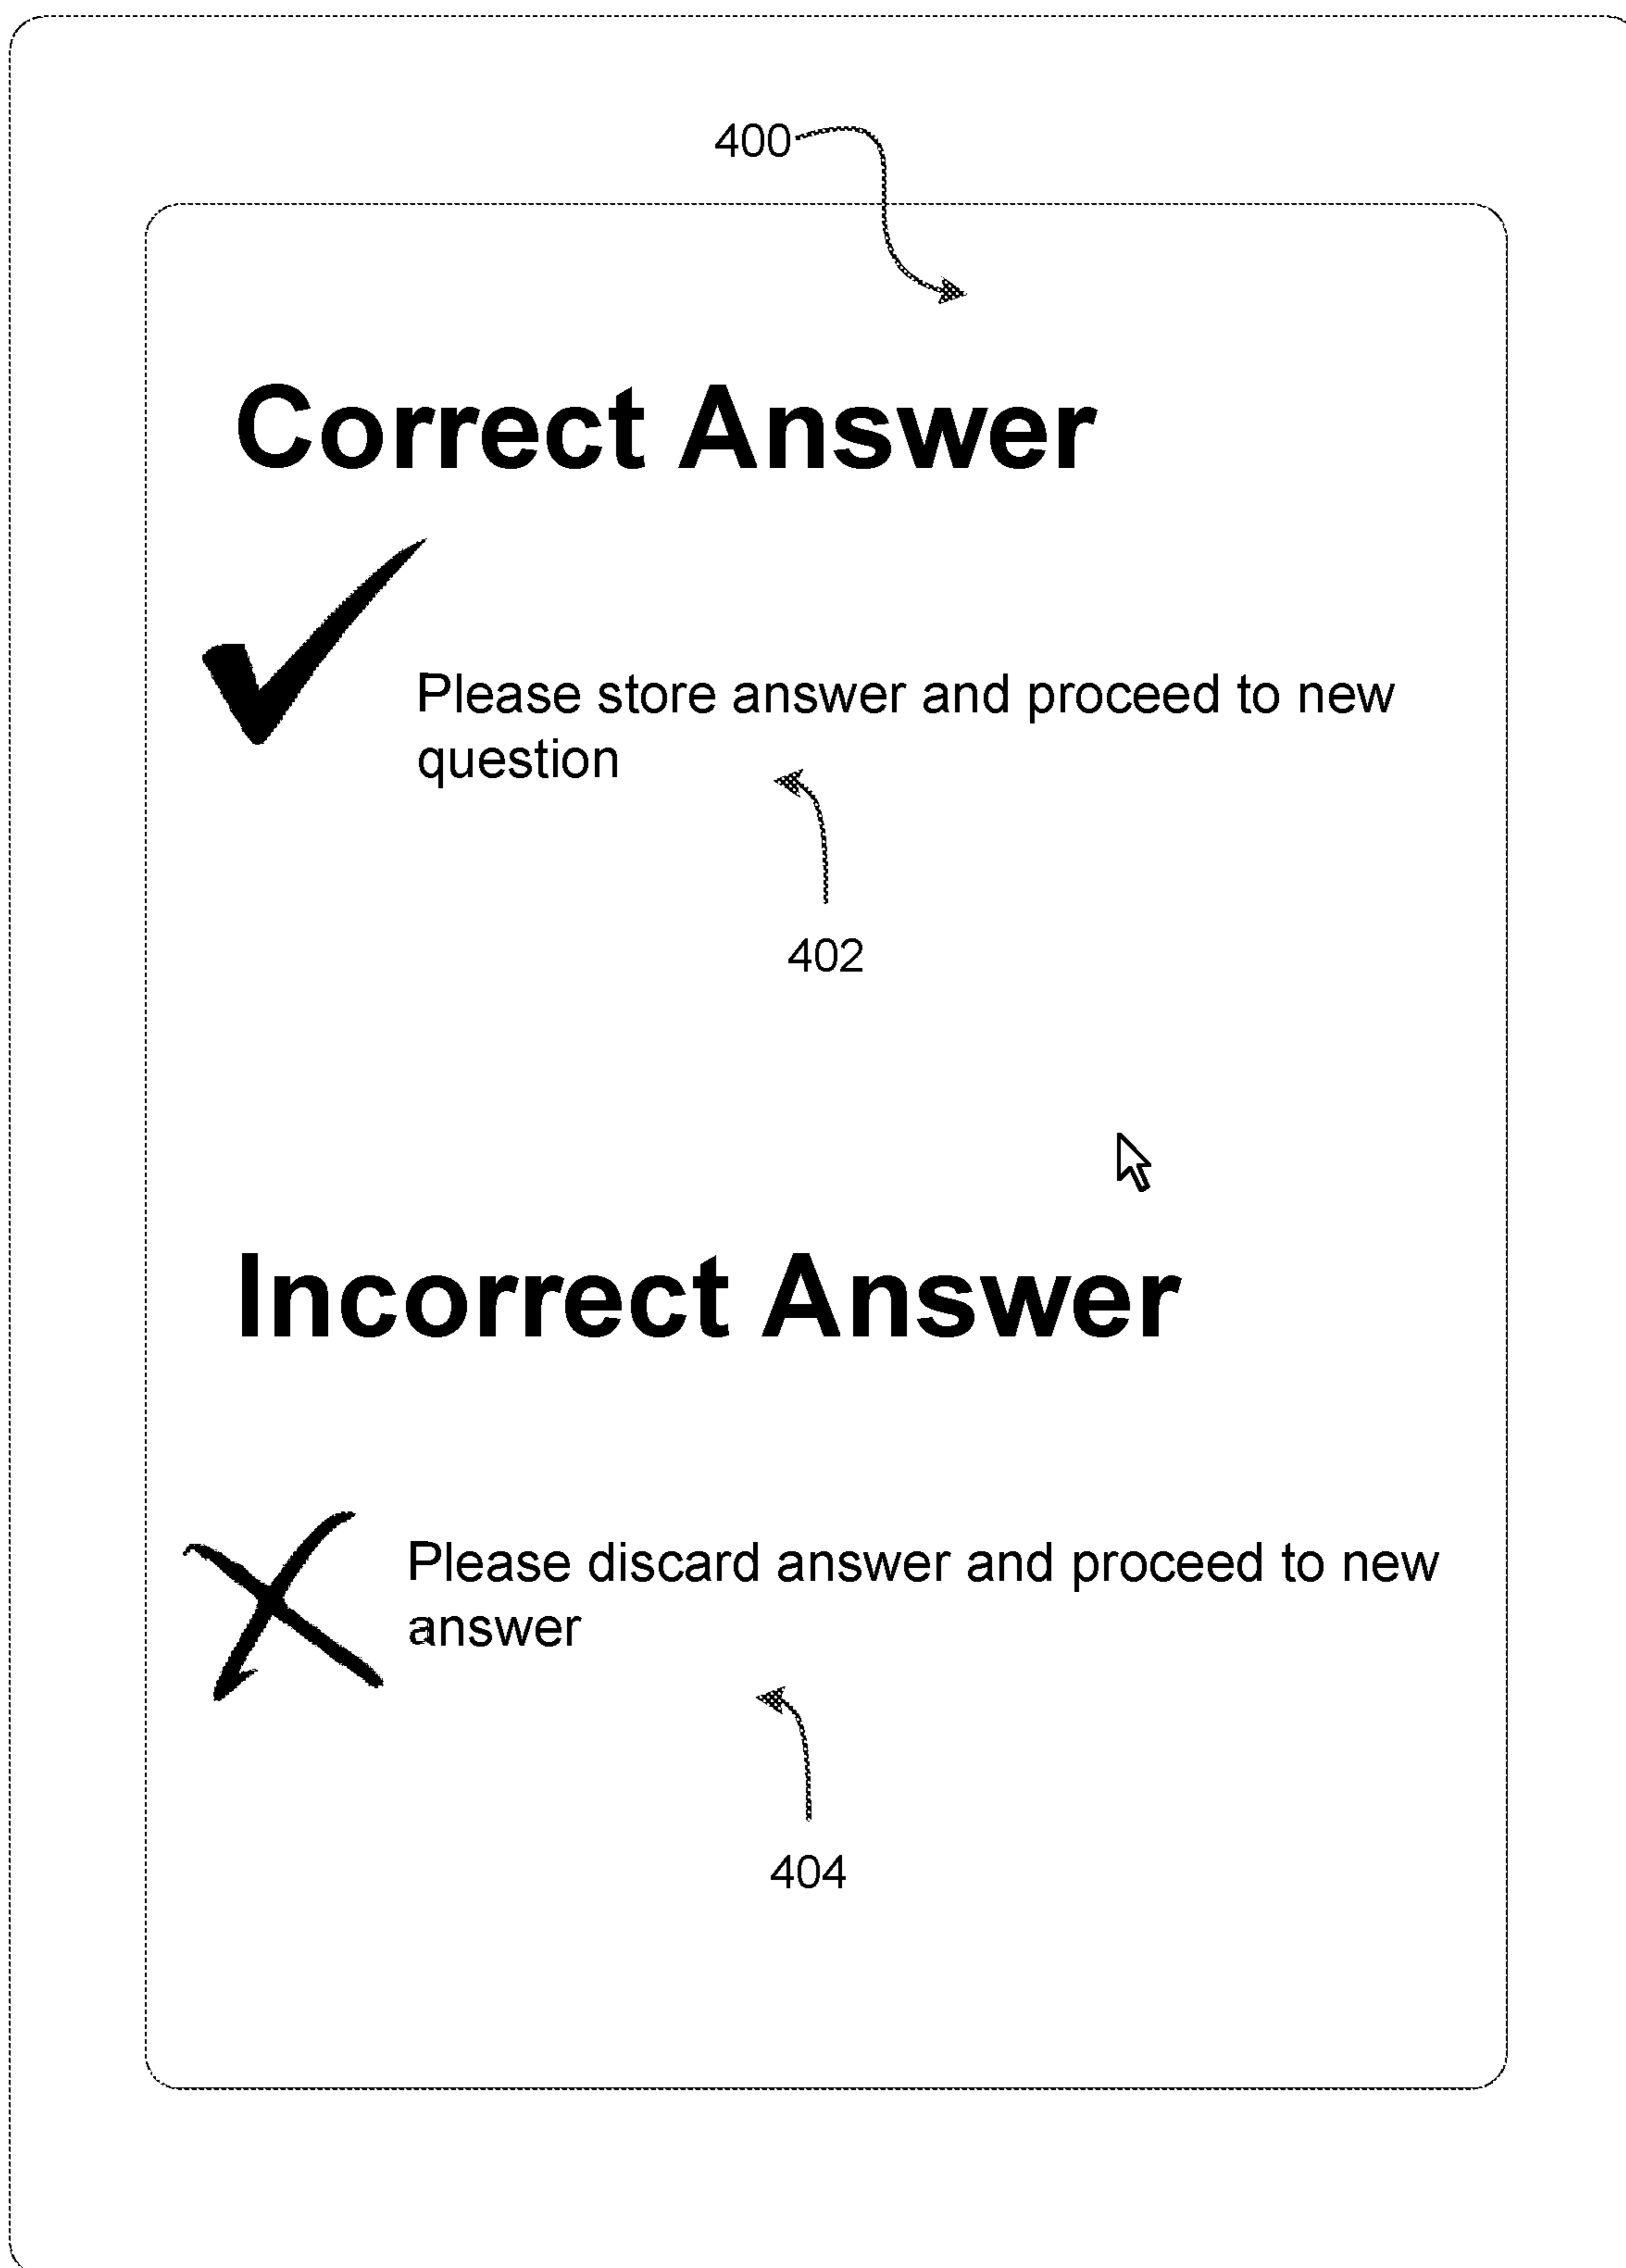 400
Correct Answer
Please store answer and proceed to new
question
402
Incorrect Answer
Please discard answer and proceed to new
answer
404